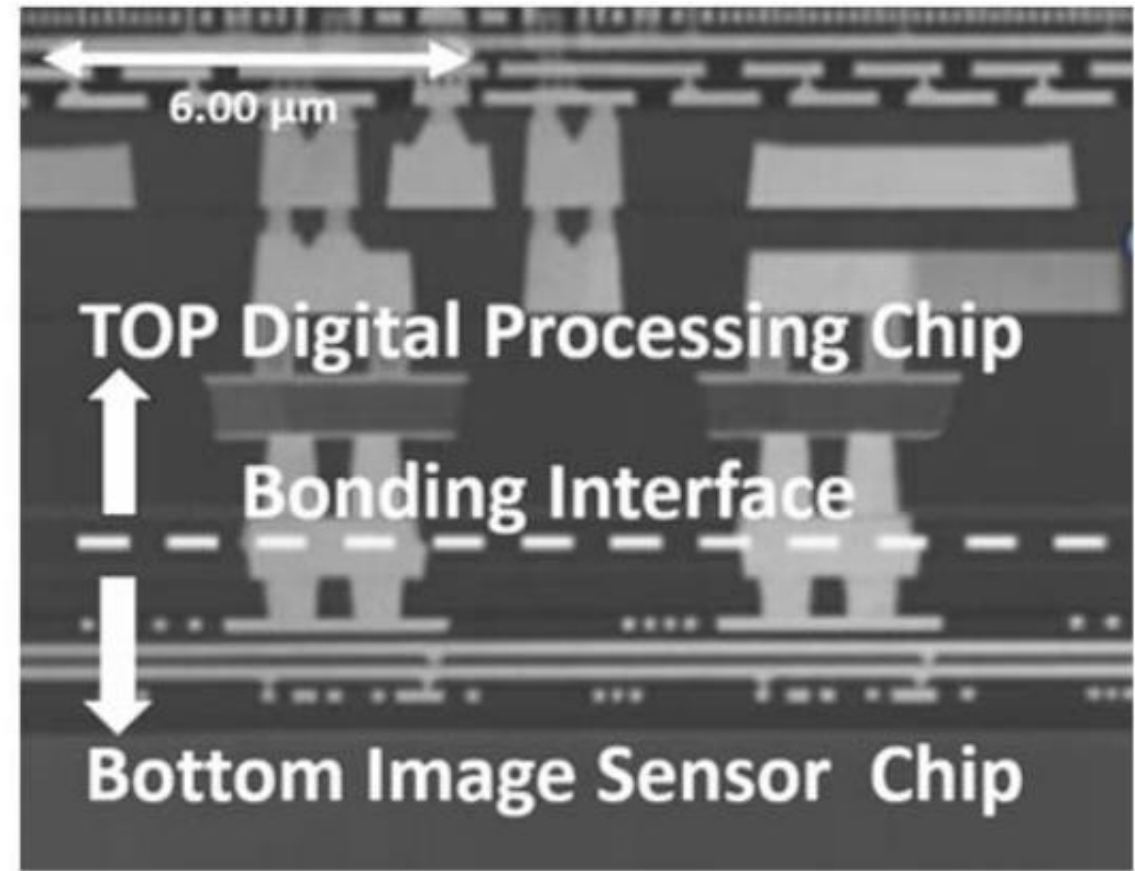 6.00 µm
TOP Digital Processing Chip
Bonding Interface
Bottom Image Sensor Chip